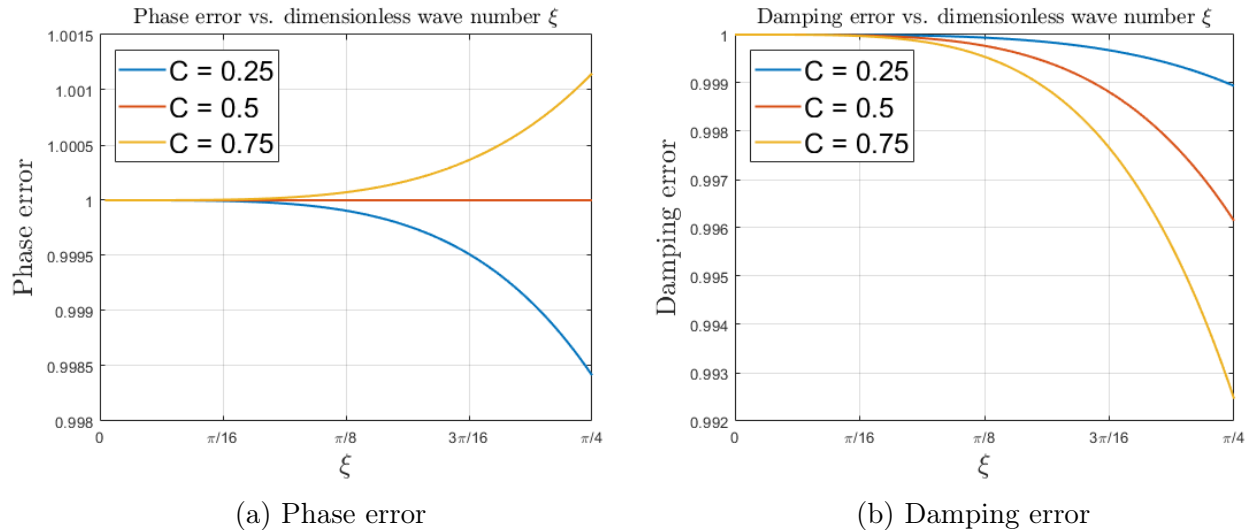 Phase error vs. dimensionless wave number ξ
1.0015
1.001
1.0005
1
0.9995
0.999
0.9985
0.998
Phase error
C = 0.25
C = 0.5
C = 0.75
0
π/16
π/8
3π/16
π/4
ξ
(a) Phase error
Damping error vs. dimensionless wave number ξ
1
0.999
0.998
0.997
0.996
0.995
0.994
0.993
0.992
Damping error
C = 0.25
C = 0.5
C = 0.75
0
π/16
π/8
3π/16
π/4
ξ
(b) Damping error